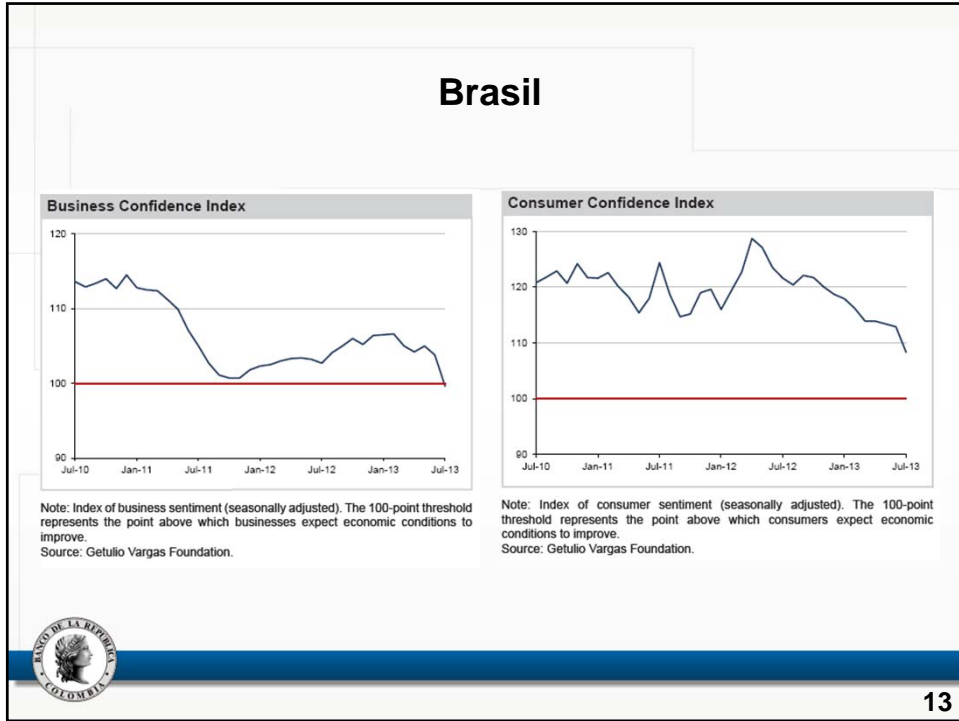 Brasil
Business Confidence Index
120
110
100
90
Jul-10 Jan-11 Jul-11 Jan-12 Jul-12 Jan-13 Jul-13
Note: Index of business sentiment (seasonally adjusted). The 100-point threshold
represents the point above which businesses expect economic conditions to
improve.
Source: Getulio Vargas Foundation.
Consumer Confidence Index
130
120
110
100
90
Jul-10 Jan-11 Jul-11 Jan-12 Jul-12 Jan-13 Jul-13
Note: Index of consumer sentiment (seasonally adjusted). The 100-point
threshold represents the point above which consumers expect economic
conditions to improve.
Source: Getulio Vargas Foundation.
BANCO DE LA REPÚBLICA
COLOMBIA
13